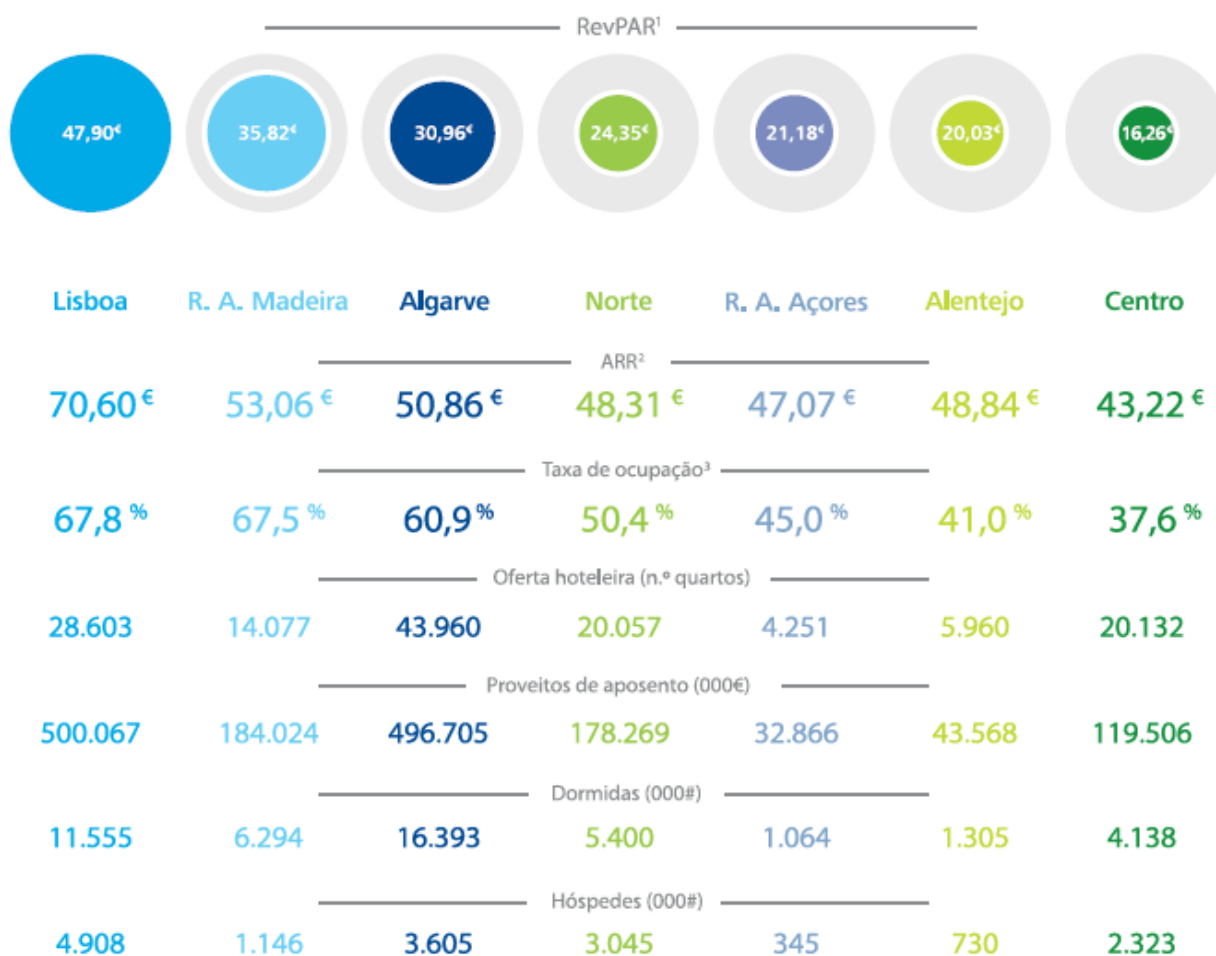 RevPAR¹
47,90€ 35,82€ 30,96€ 24,35€ 21,18€ 20,03€ 16,26€
Lisboa R. A. Madeira Algarve Norte R. A. Açores Alentejo Centro
ARR²
70,60 € 53,06 € 50,86 € 48,31 € 47,07 € 48,84 € 43,22 €
Taxa de ocupação³
67,8 % 67,5 % 60,9 % 50,4 % 45,0 % 41,0 % 37,6 %
Oferta hoteleira (n.º quartos)
28.603 14.077 43.960 20.057 4.251 5.960 20.132
Proveitos de aposento (000€)
500.067 184.024 496.705 178.269 32.866 43.568 119.506
Dormidas (000#)
11.555 6.294 16.393 5.400 1.064 1.305 4.138
Hóspedes (000#)
4.908 1.146 3.605 3.045 345 730 2.323